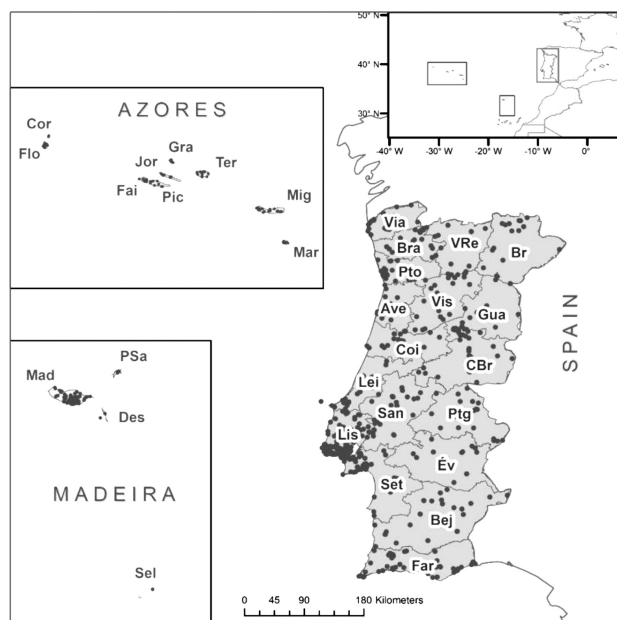 50° N
40° N
30° N
40° W
-30° W
-20° W
-10° W
0° W
AZORES
Cor
Flo
Gra
Jor
Ter
Fai
Pic
Mig
Mar
Via
Bra
VRe
Br
Pto
Ave
Vis
Gua
Coi
CBr
SPAIN
Lei
San
Ptg
Lis
Év
Set
Bej
Far
PSa
Mad
Des
MADEIRA
Sel
0 45 90 180 Kilometers